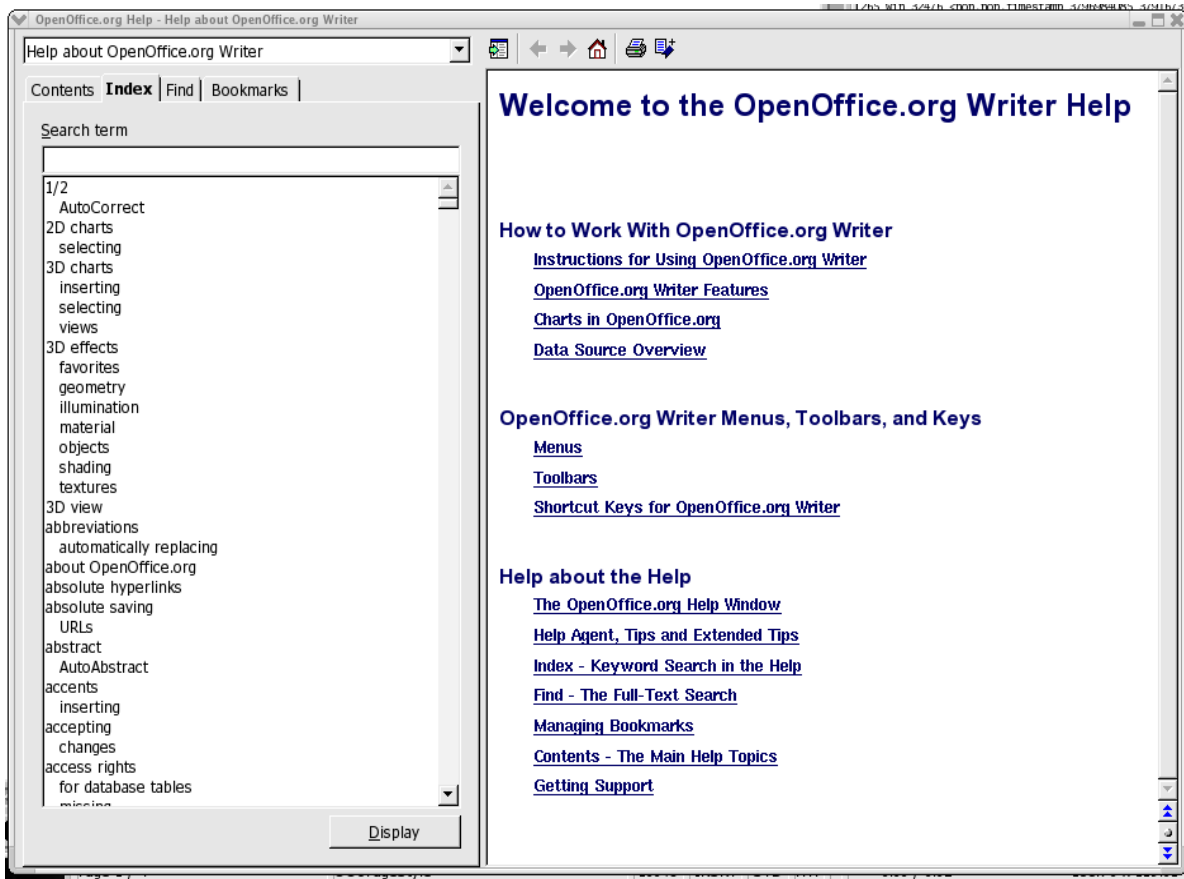 1265 win 32476 <nop,nop,timestamp
OpenOffice.org Help - Help about OpenOffice.org Writer
Help about OpenOffice.org Writer
Contents Index Find Bookmarks
Search term
1/2
AutoCorrect
2D charts
selecting
3D charts
inserting
selecting
views
3D effects
favorites
geometry
illumination
material
objects
shading
textures
3D view
abbreviations
automatically replacing
about OpenOffice.org
absolute hyperlinks
absolute saving
URLs
abstract
AutoAbstract
accents
inserting
accepting
changes
access rights
for database tables
missing
Display
Welcome to the OpenOffice.org Writer Help
How to Work With OpenOffice.org Writer
Instructions for Using OpenOffice.org Writer
OpenOffice.org Writer Features
Charts in OpenOffice.org
Data Source Overview
OpenOffice.org Writer Menus, Toolbars, and Keys
Menus
Toolbars
Shortcut Keys for OpenOffice.org Writer
Help about the Help
The OpenOffice.org Help Window
Help Agent, Tips and Extended Tips
Index - Keyword Search in the Help
Find - The Full-Text Search
Managing Bookmarks
Contents - The Main Help Topics
Getting Support